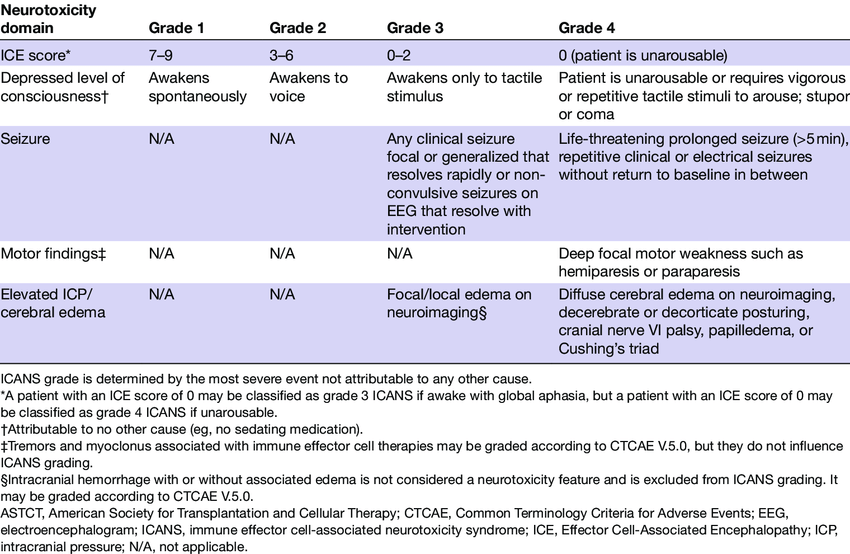 Neurotoxicity
domain Grade 1 Grade 2 Grade 3 Grade 4
ICE score* 7–9 3–6 0–2 0 (patient is unarousable)
Depressed level of Awakens Awakens to Awakens only to tactile Patient is unarousable or requires vigorous
consciousness† spontaneously voice stimulus or repetitive tactile stimuli to arouse; stupor
or coma
Seizure N/A N/A Any clinical seizure Life-threatening prolonged seizure (>5 min),
focal or generalized that repetitive clinical or electrical seizures
resolves rapidly or non- without return to baseline in between
convulsive seizures on
EEG that resolve with
intervention
Motor findings‡ N/A N/A N/A Deep focal motor weakness such as
hemiparesis or paraparesis
Elevated ICP/ N/A N/A Focal/local edema on Diffuse cerebral edema on neuroimaging,
cerebral edema neuroimaging§ decerebrate or decorticate posturing,
cranial nerve VI palsy, papilledema, or
Cushing's triad
ICANS grade is determined by the most severe event not attributable to any other cause.
*A patient with an ICE score of 0 may be classified as grade 3 ICANS if awake with global aphasia, but a patient with an ICE score of 0 may
be classified as grade 4 ICANS if unarousable.
†Attributable to no other cause (eg, no sedating medication).
‡Tremors and myoclonus associated with immune effector cell therapies may be graded according to CTCAE V.5.0, but they do not influence
ICANS grading.
§Intracranial hemorrhage with or without associated edema is not considered a neurotoxicity feature and is excluded from ICANS grading. It
may be graded according to CTCAE V.5.0.
ASTCT, American Society for Transplantation and Cellular Therapy; CTCAE, Common Terminology Criteria for Adverse Events; EEG,
electroencephalogram; ICANS, immune effector cell-associated neurotoxicity syndrome; ICE, Effector Cell-Associated Encephalopathy; ICP,
intracranial pressure; N/A, not applicable.